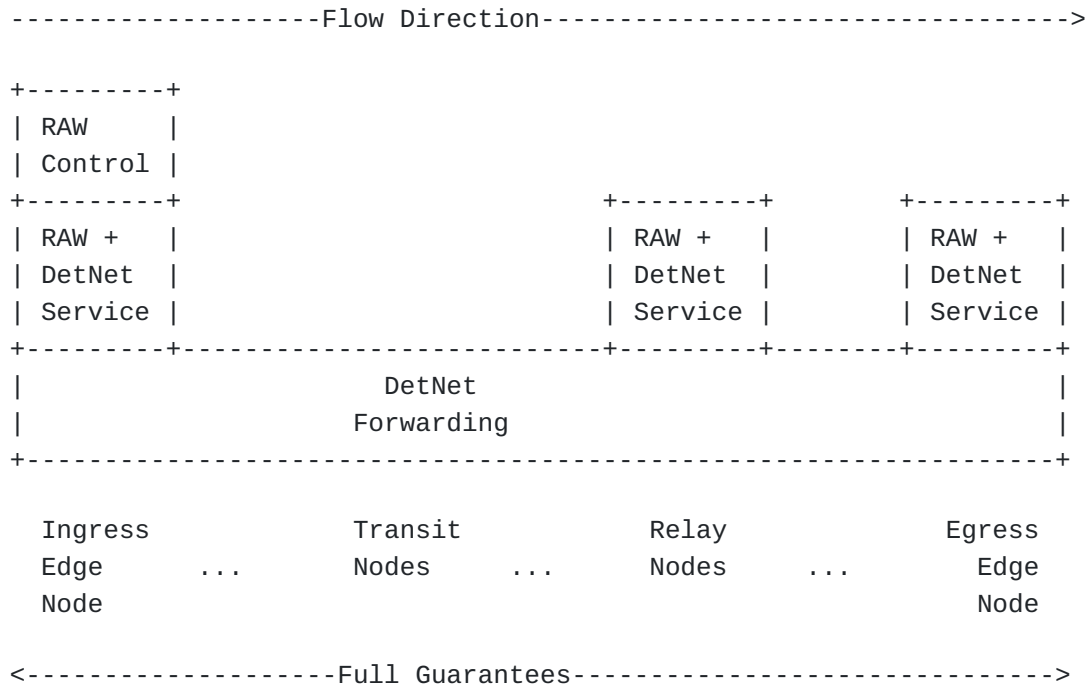 --------------------Flow Direction---------------------------------->

+---------+
| RAW     |
| Control |
+---------+                           +---------+        +---------+
| RAW +   |                           | RAW +   |        | RAW +   |
| DetNet  |                           | DetNet  |        | DetNet  |
| Service |                           | Service |        | Service |
+---------+---------------------------+---------+--------+---------+
|                       DetNet                                     |
|                     Forwarding                                   |
+------------------------------------------------------------------+

  Ingress             Transit            Relay              Egress
  Edge      ...       Nodes     ...      Nodes     ...        Edge
  Node                                                        Node

<--------------------Full Guarantees------------------------------->